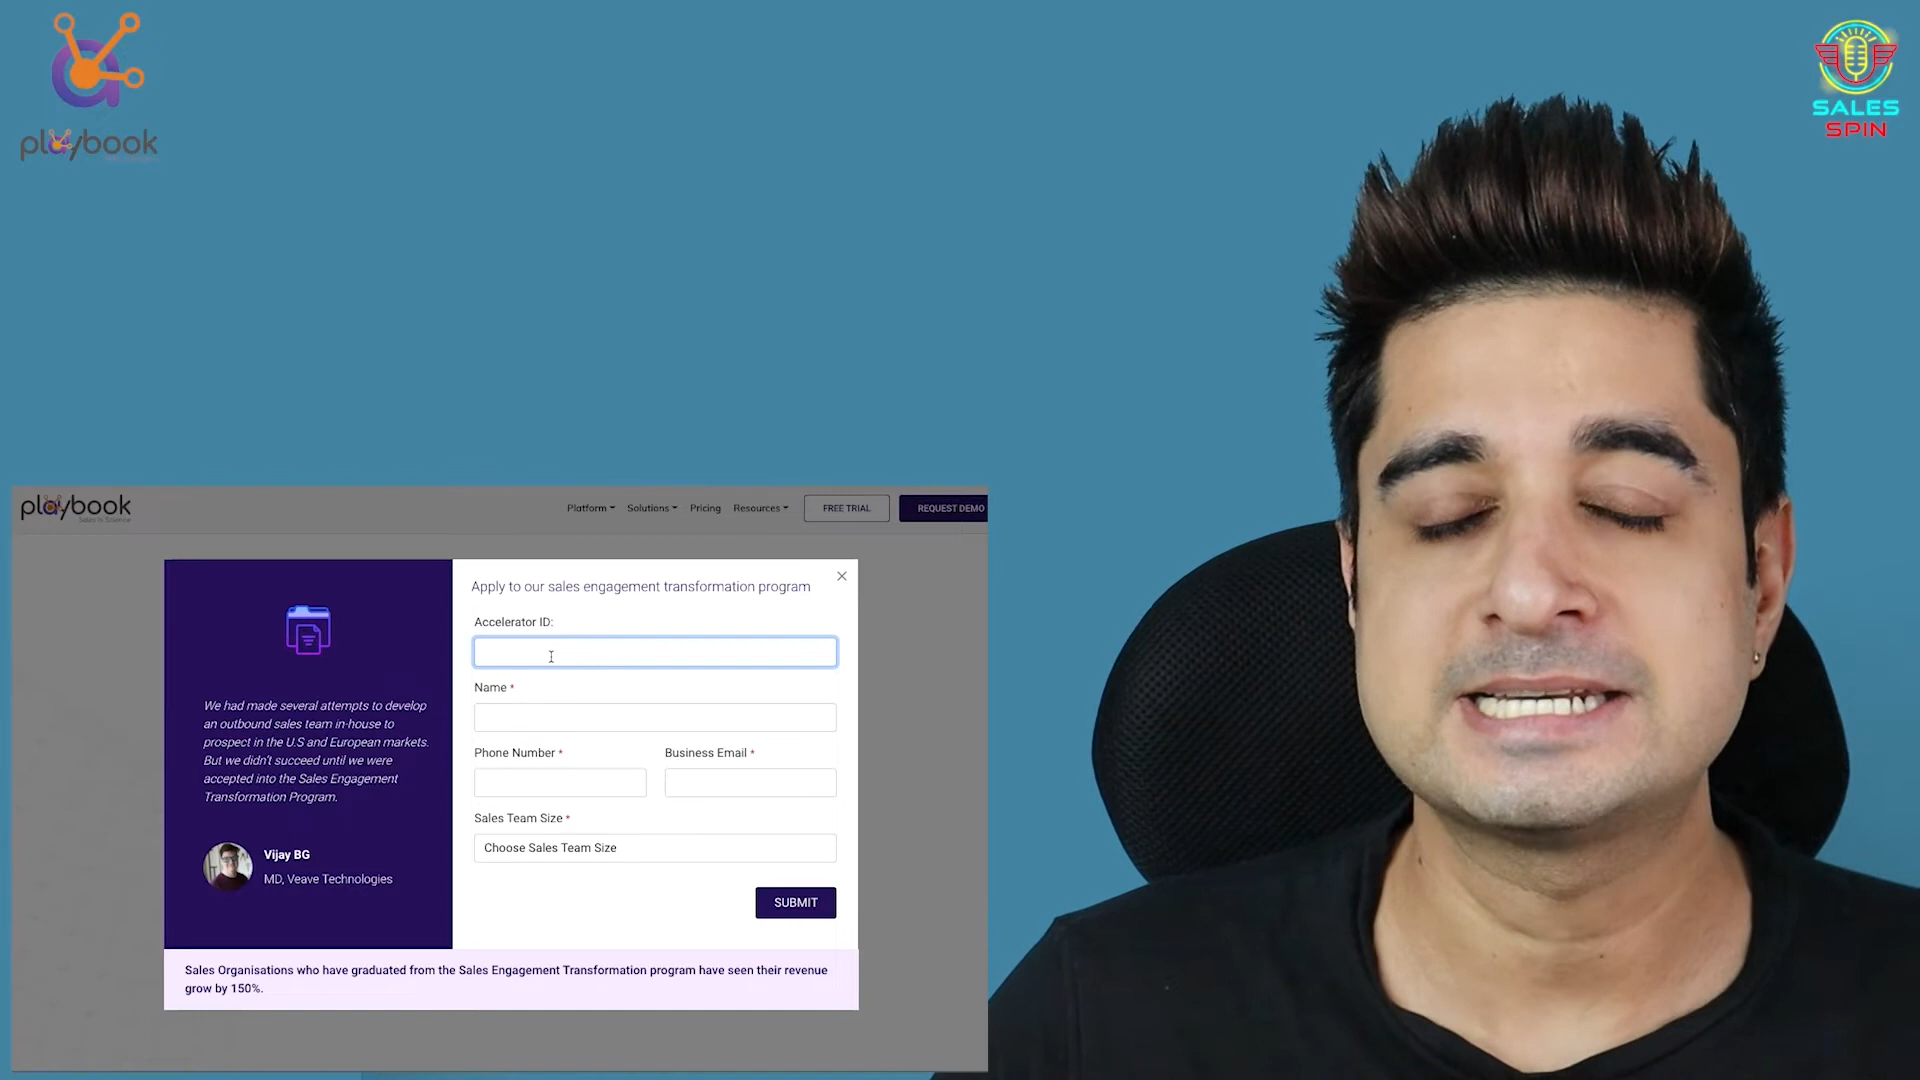 playbook
SALES
SPIN
playbook
Sales is Science
Platform
Solutions
Pricing
Resources
FREE TRIAL
REQUEST DEMO
Apply to our sales engagement transformation program
Accelerator ID:
Name *
Phone Number *
Business Email *
Sales Team Size *
Choose Sales Team Size
SUBMIT
We had made several attempts to develop
an outbound sales team in-house to
prospect in the U.S and European markets.
But we didn't succeed until we were
accepted into the Sales Engagement
Transformation Program.
Vijay BG
MD, Veave Technologies
Sales Organisations who have graduated from the Sales Engagement Transformation program have seen their revenue
grow by 150%.